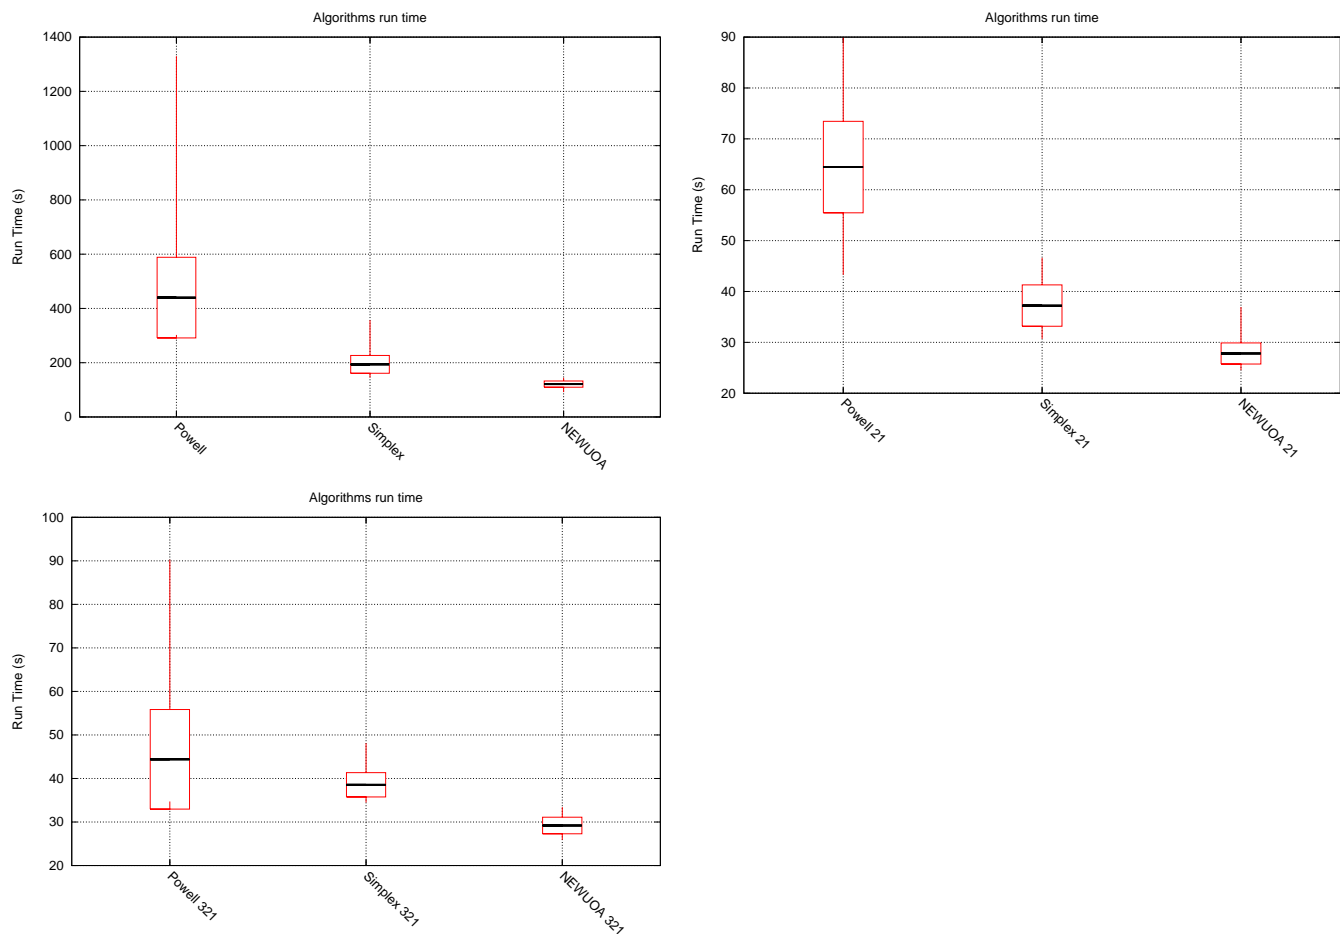 Algorithms run time
1400
1200
1000
800
600
400
200
0
Run Time (s)
Powell
Simplex
NEWUOA
Algorithms run time
90
80
70
60
50
40
30
20
Run Time (s)
Powell 21
Simplex 21
NEWUOA 21
Algorithms run time
100
90
80
70
60
50
40
30
20
Run Time (s)
Powell 321
Simplex 321
NEWUOA 321